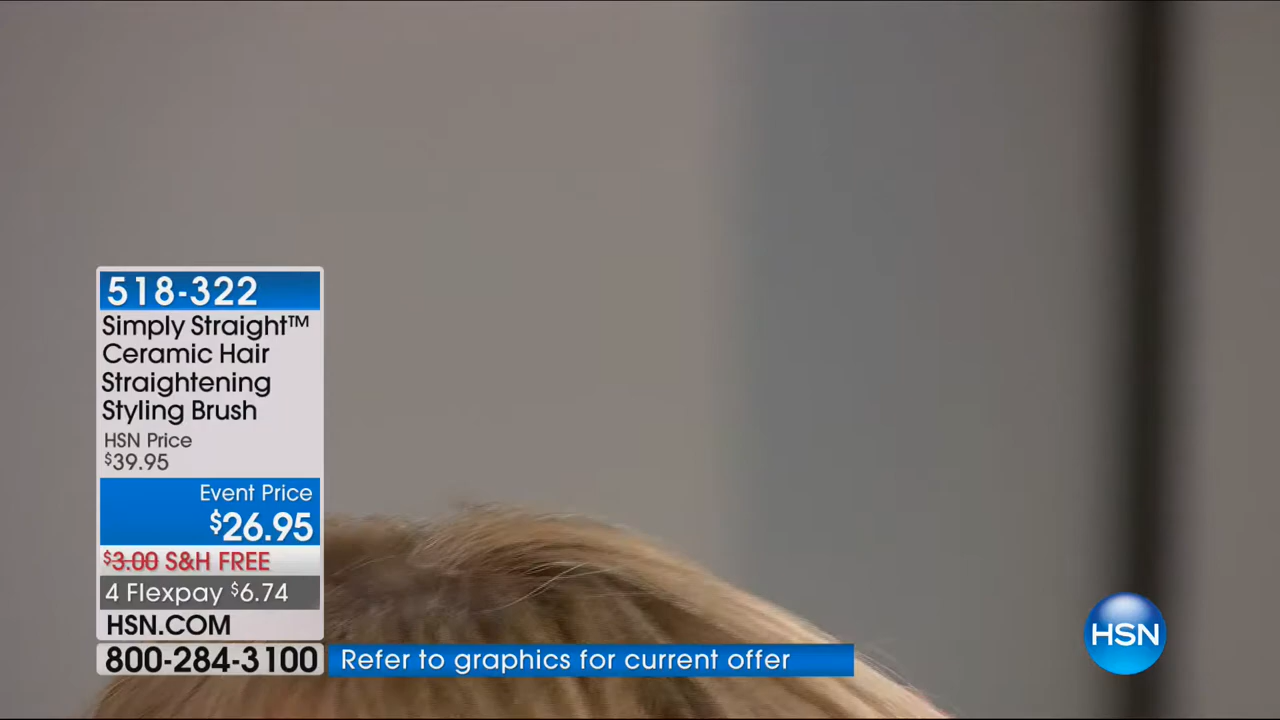 518-322
Simply Straight™
Ceramic Hair
Straightening
Styling Brush
HSN Price
$39.95
Event Price
$26.95
$3.00 S&H FREE
4 Flexpay $6.74
HSN.COM
800-284-3100
Refer to graphics for current offer
HSN